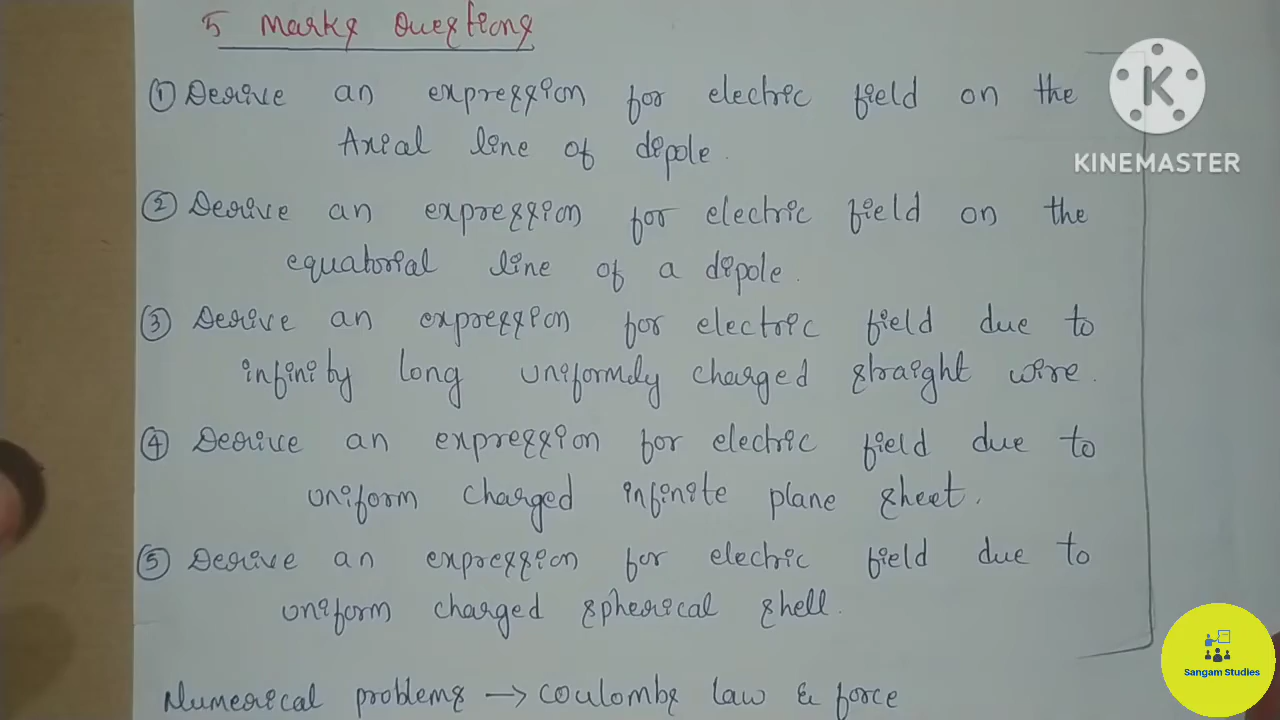 5 Marks Questions
① Derive an expression for electric field on the
Axial line of dipole.
② Derive an expression for electric field on the
equatorial line of a dipole.
③ Derive an expression for electric field due to
infinity long uniformly charged straight wire.
④ Derive an expression for electric field due to
uniform charged infinite plane sheet.
⑤ Derive an expression for electric field due to
uniform charged spherical shell.
Numerical problems → Coulombs law & force
K
KINEMASTER
Sangam Studies